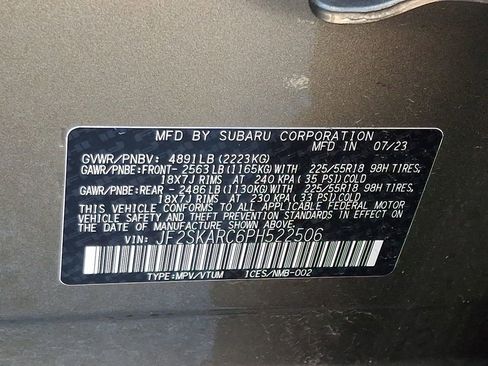 MFD BY SUBARU CORPORATION
MFD IN 07/23
GVWR/PNBV: 4891LB (2223KG)
GAWR/PNBE:FRONT- 2563LB(1165KG)WITH 225/55R18 98H TIRES,
18X7J RIMS AT 240 KPA( 35 PSI)COLD
GAWR/PNBE:REAR - 2486LB(1130KG)WITH 225/55R18 98H TIRES,
18X7J RIMS AT 230 KPA( 33 PSI)COLD
THIS VEHICLE CONFORMS TO ALL APPLICABLE FEDERAL MOTOR
VEHICLE SAFETY, BUMPER, AND THEFT PREVENTION STANDARDS
IN EFFECT ON THE DATE OF MANUFACTURE SHOWN ABOVE.
VIN: JF2SKARC6PH522506
TYPE:MPV/VTUM ICES/NMB-002